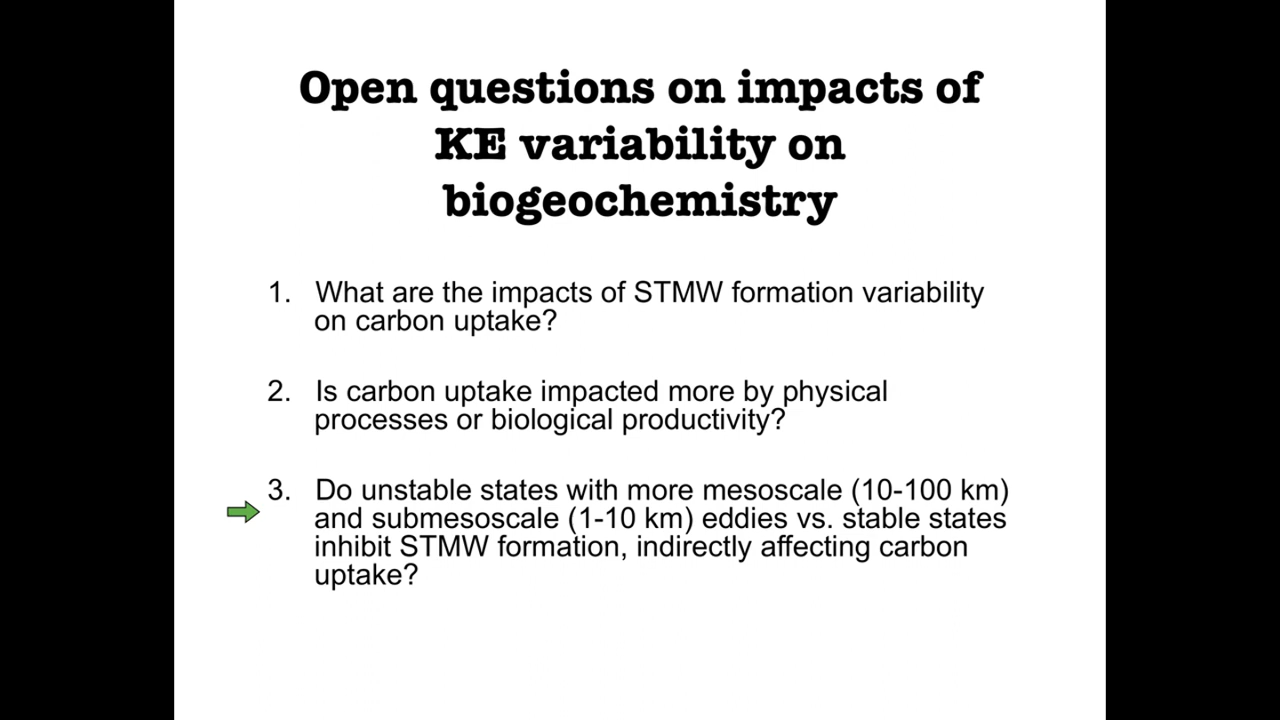 Open questions on impacts of
KE variability on
biogeochemistry
1. What are the impacts of STMW formation variability
on carbon uptake?
2. Is carbon uptake impacted more by physical
processes or biological productivity?
3. Do unstable states with more mesoscale (10-100 km)
and submesoscale (1-10 km) eddies vs. stable states
inhibit STMW formation, indirectly affecting carbon
uptake?